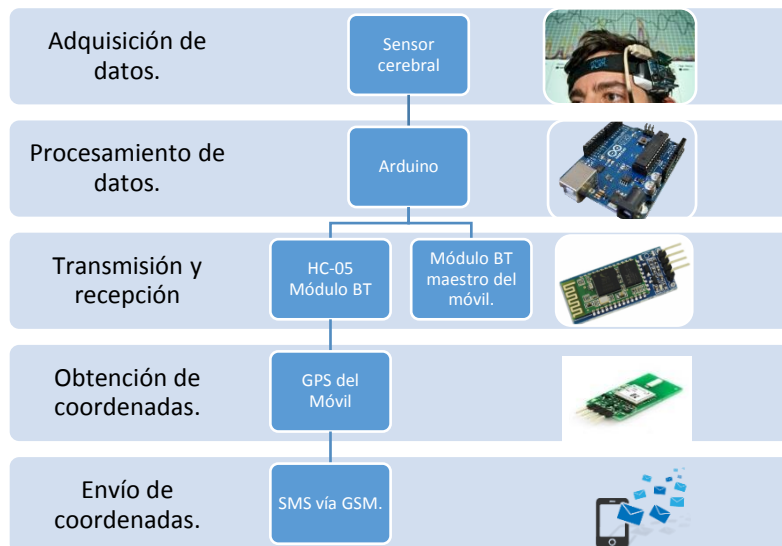 Adquisición de
datos.
Sensor
cerebral
Procesamiento de
datos.
Arduino
Transmisión y
recepción
HC-05
Módulo BT
Módulo BT
maestro del
móvil.
Obtención de
coordenadas.
GPS del
Móvil
Envío de
coordenadas.
SMS vía GSM.